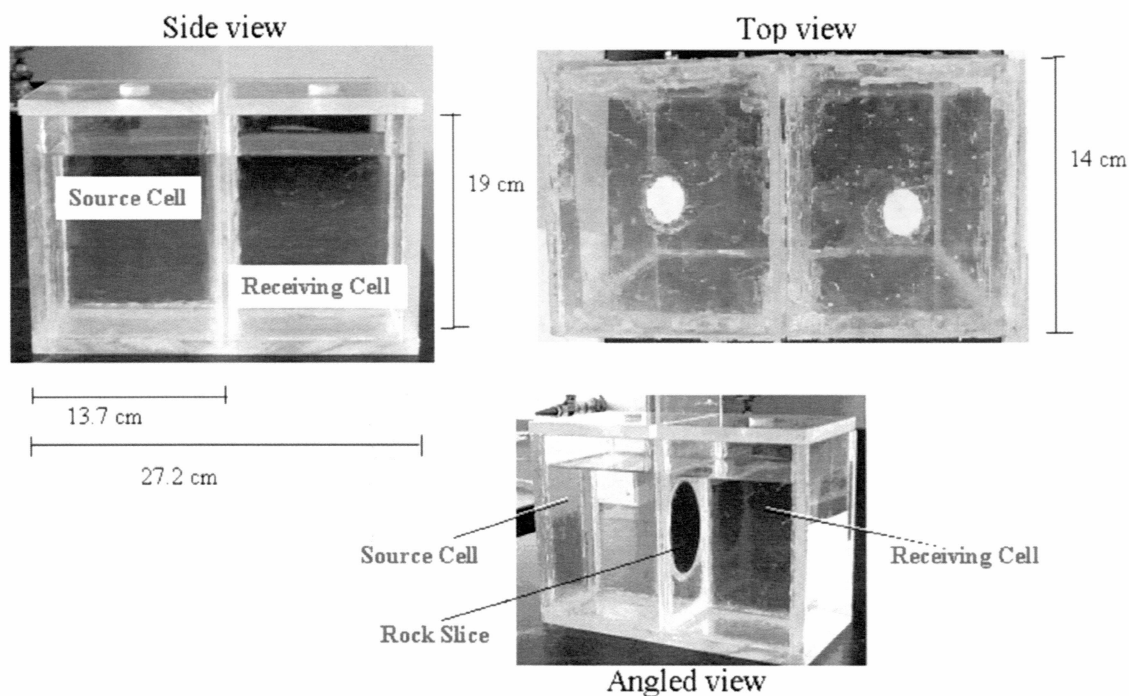 Side view
Top view
Source Cell
Receiving Cell
19 cm
14 cm
13.7 cm
27.2 cm
Source Cell
Receiving Cell
Rock Slice
Angled view